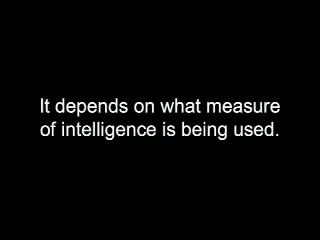 It depends on what measure
of intelligence is being used.